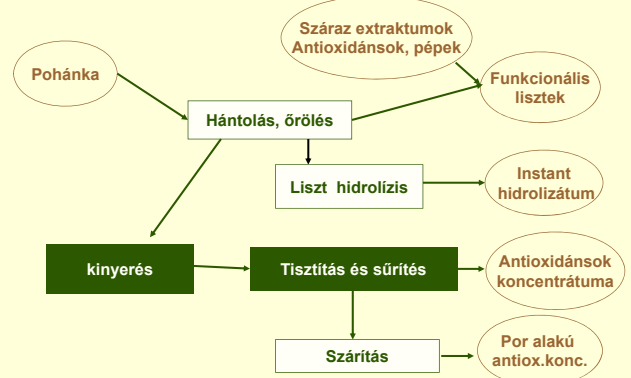 Száraz extraktumok
Antioxidánsok, pépek
Pohánka
Funkcionális
lisztek
Hántolás, őrölés
Liszt hidrolízis
Instant
hidrolizátum
kinyerés
Tisztítás és sűrítés
Antioxidánsok
koncentrátuma
Szárítás
Por alakú
antiox.konc.